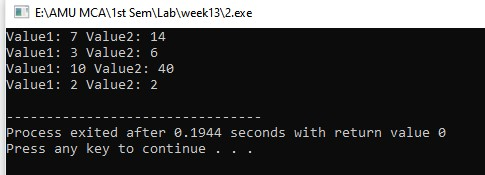 E:\AMU MCA\1st Sem\Lab\week13\2.exe
Value1: 7 Value2: 14
Value1: 3 Value2: 6
Value1: 10 Value2: 40
Value1: 2 Value2: 2
--------------------------------
Process exited after 0.1944 seconds with return value 0
Press any key to continue . . .